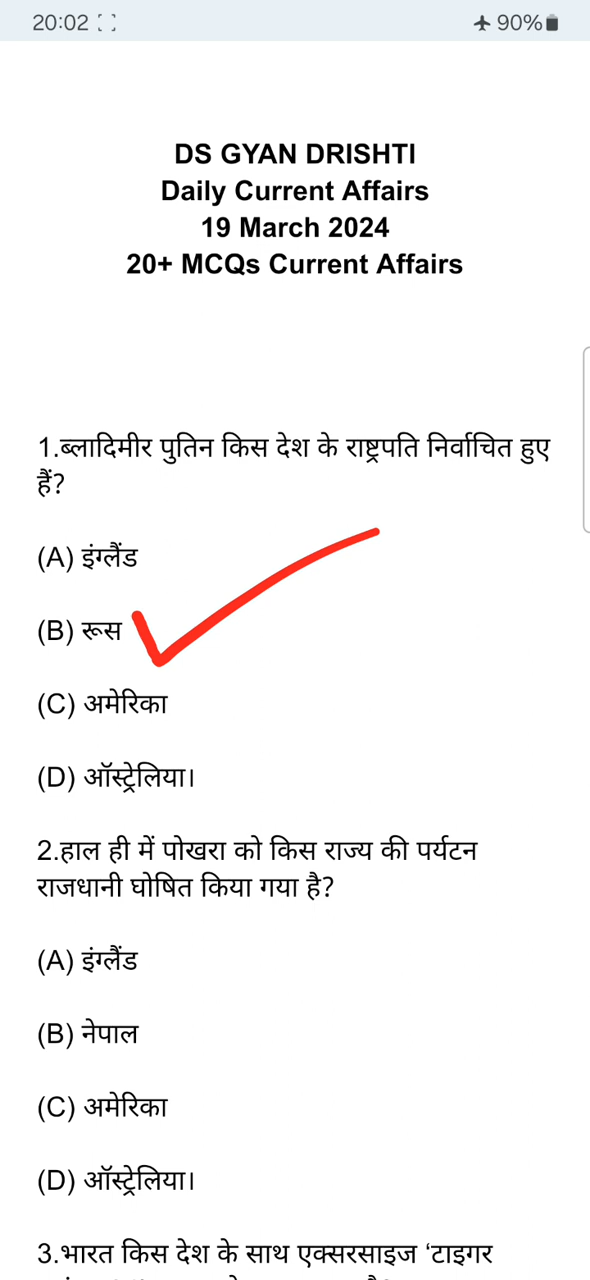 20:02
90%
DS GYAN DRISHTI
Daily Current Affairs
19 March 2024
20+ MCQs Current Affairs
1.ब्लादिमीर पुतिन किस देश के राष्ट्रपति निर्वाचित हुए
हैं?
(A) इंग्लैंड
(B) रूस
(C) अमेरिका
(D) ऑस्ट्रेलिया।
2.हाल ही में पोखरा को किस राज्य की पर्यटन
राजधानी घोषित किया गया है?
(A) इंग्लैंड
(B) नेपाल
(C) अमेरिका
(D) ऑस्ट्रेलिया।
3.भारत किस देश के साथ एक्सरसाइज ‘टाइगर